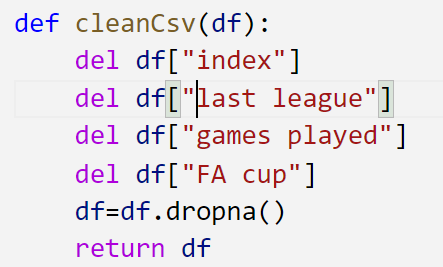 def cleanCsv(df):
    del df["index"]
    del df["last league"]
    del df["games played"]
    del df["FA cup"]
    df=df.dropna()
    return df